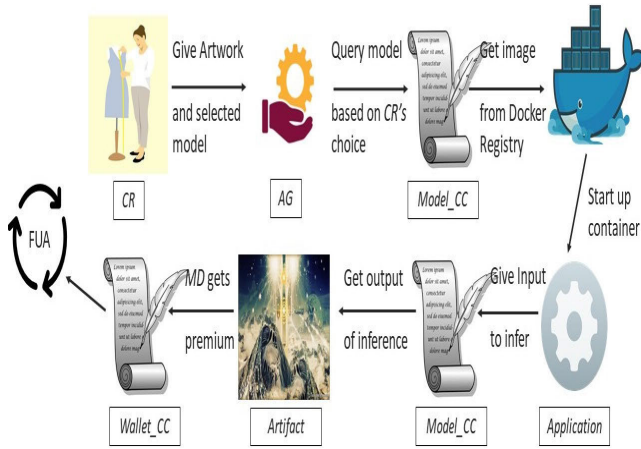 Give Artwork
and selected
model
Query model
based on CR's
choice
Get image
from Docker
Registry
CR
AG
Model_CC
Start up
container
FUA
MD gets
premium
Get output
of inference
Give Input
to infer
Wallet_CC
Artifact
Model_CC
Application